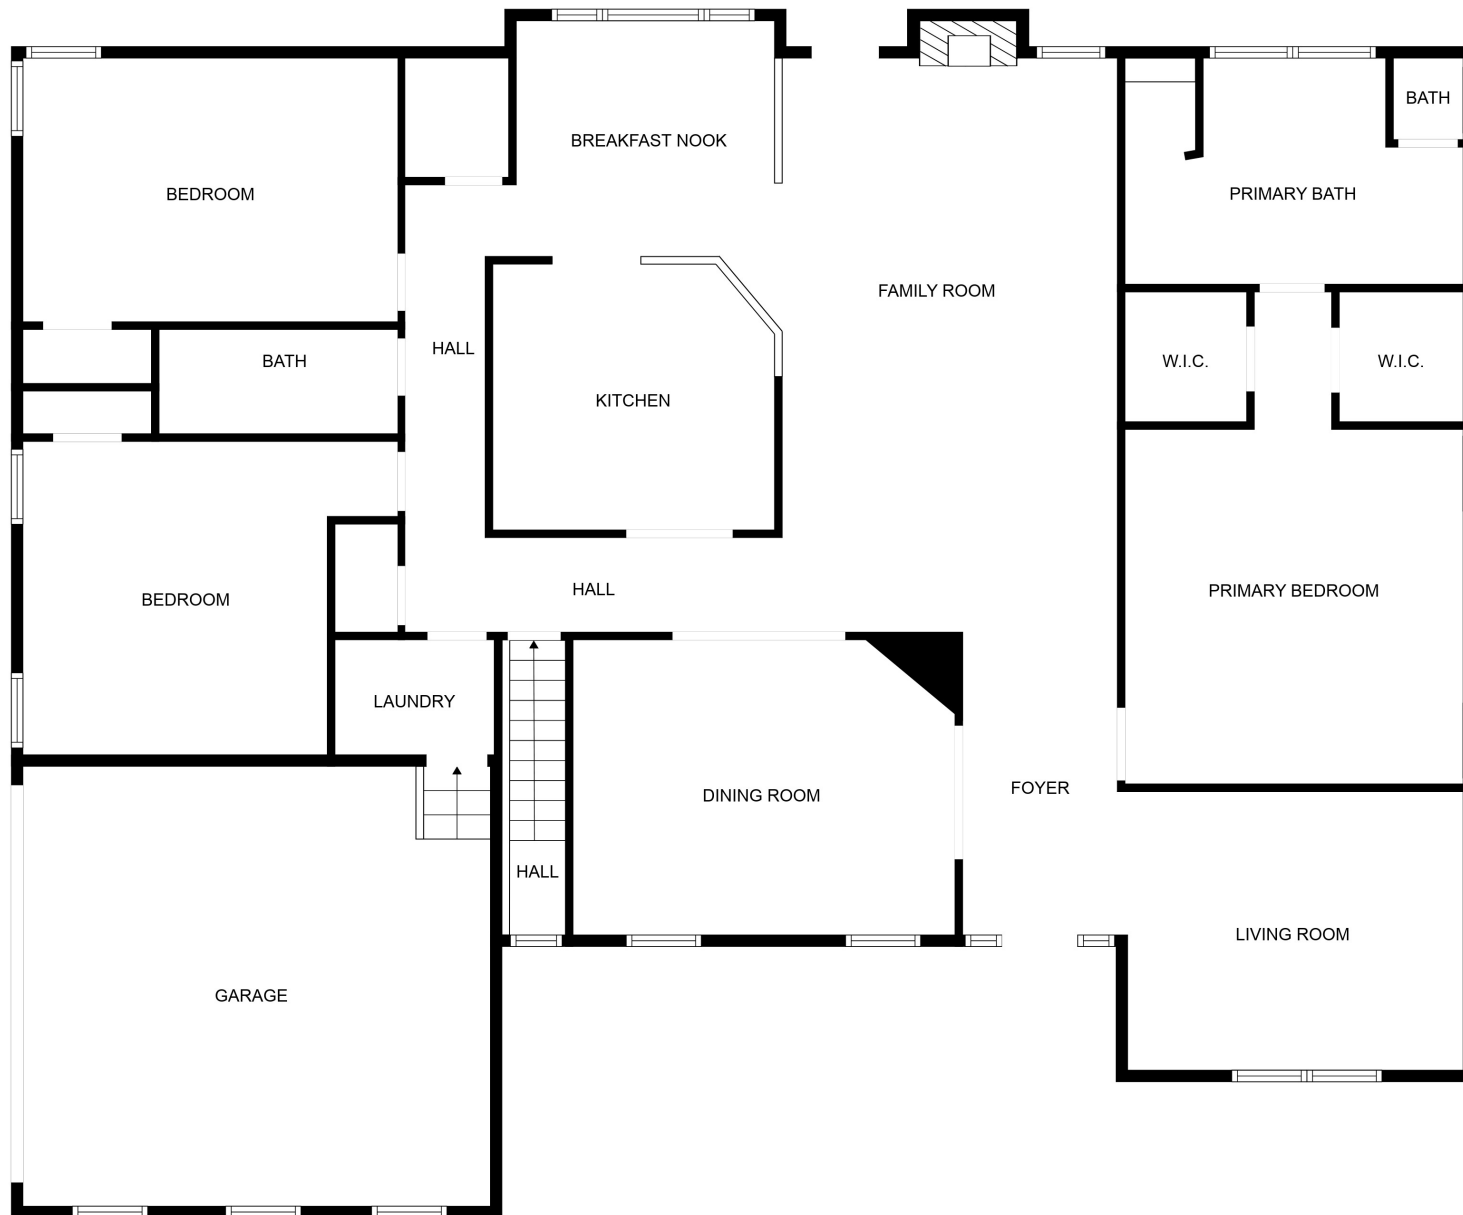 BATH
BREAKFAST NOOK
BEDROOM
PRIMARY BATH
FAMILY ROOM
HALL
BATH
W.I.C.
W.I.C.
KITCHEN
HALL
PRIMARY BEDROOM
BEDROOM
LAUNDRY
FOYER
DINING ROOM
HALL
LIVING ROOM
GARAGE